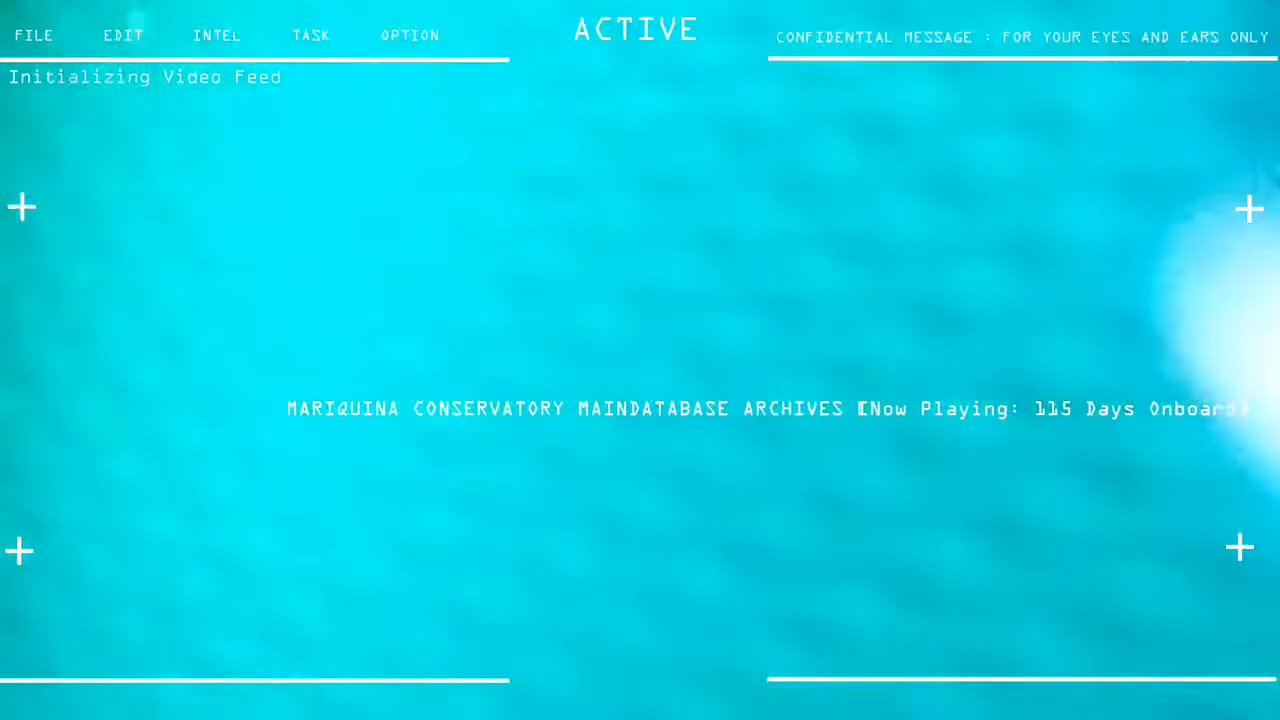 FILE EDIT INTEL TASK OPTION
ACTIVE
CONFIDENTIAL MESSAGE : FOR YOUR EYES AND EARS ONLY
Initializing Video Feed
MARIQUINA CONSERVATORY MAINDATABASE ARCHIVES [Now Playing: 115 Days Onboard]